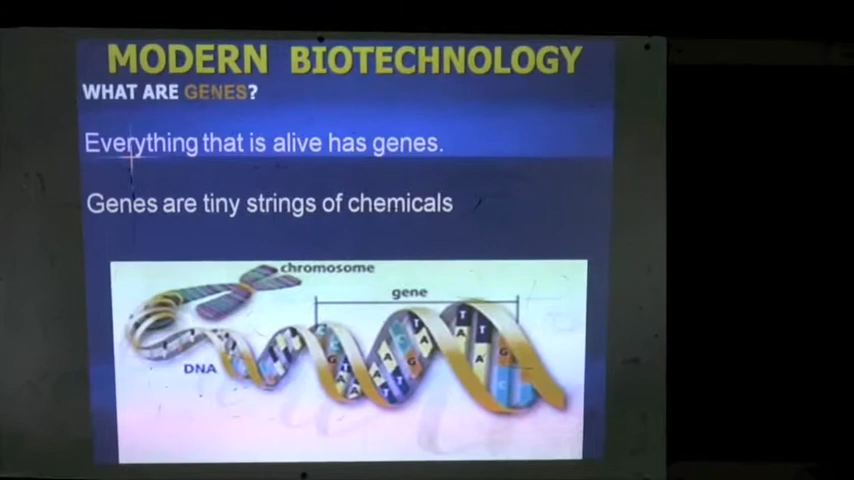 MODERN BIOTECHNOLOGY
WHAT ARE GENES?
Everything that is alive has genes.
Genes are tiny strings of chemicals
chromosome
gene
DNA